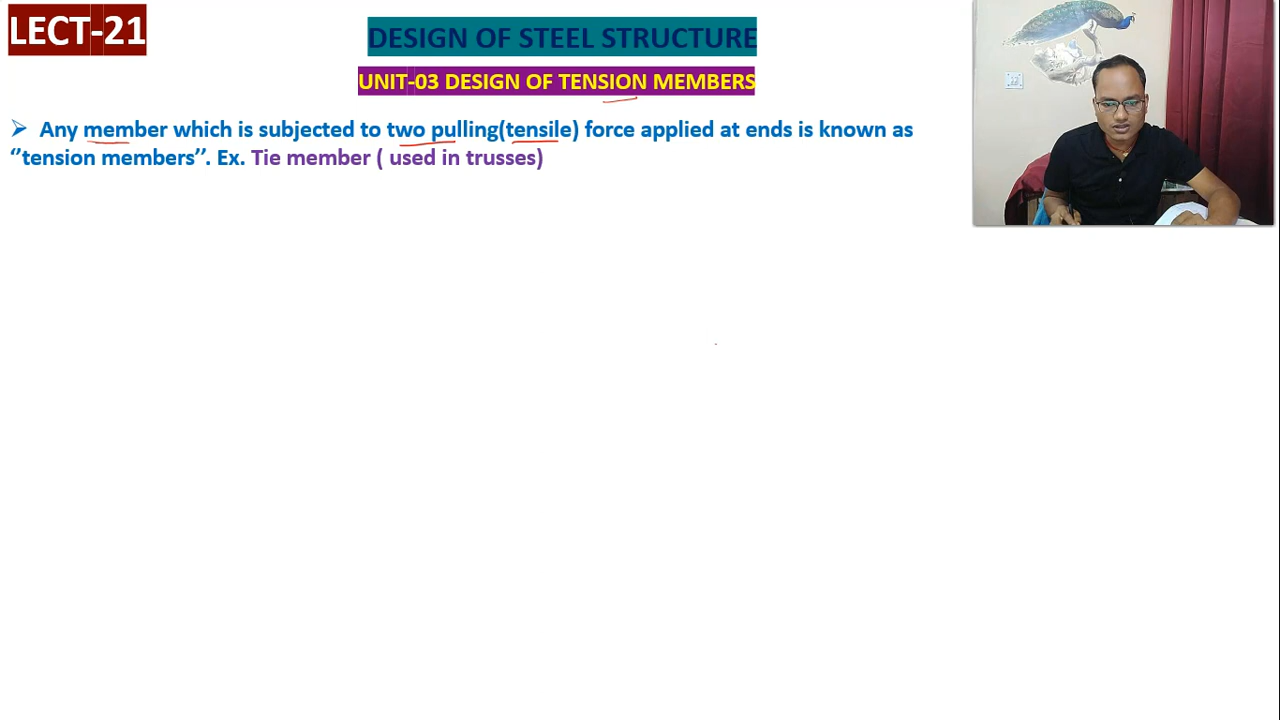 LECT-21
DESIGN OF STEEL STRUCTURE
UNIT-03 DESIGN OF TENSION MEMBERS
➢ Any member which is subjected to two pulling(tensile) force applied at ends is known as
‘’tension members’’. Ex. Tie member ( used in trusses)